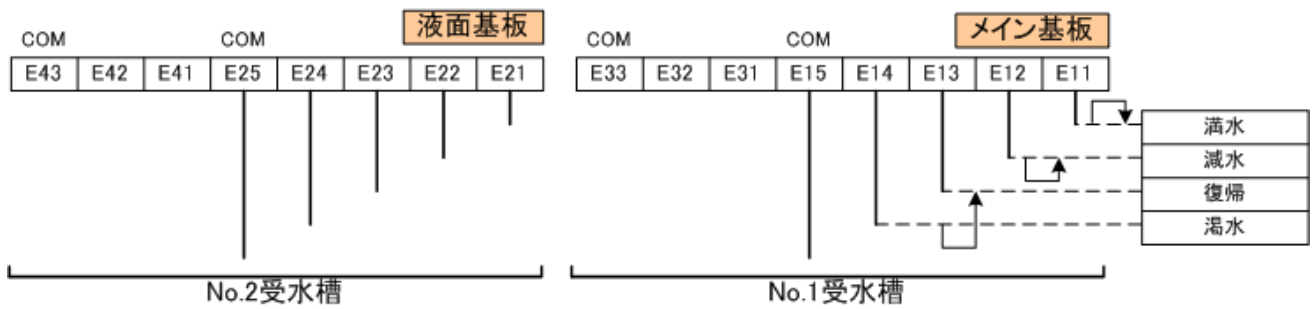 液面基板 メイン基板
COM COM COM COM
E43 E42 E41 E25 E24 E23 E22 E21 E33 E32 E31 E15 E14 E13 E12 E11
満水
減水
復帰
渇水
No.2受水槽 No.1受水槽